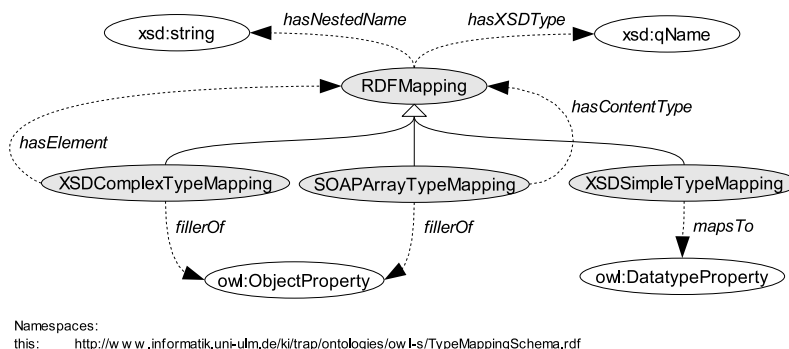 hasNestedName
hasXSDType
xsd:string
xsd:qName
RDFMapping
hasContentType
hasElement
XSDComplexTypeMapping
SOAPArrayTypeMapping
XSDSimpleTypeMapping
fillerOf
fillerOf
mapsTo
owl:ObjectProperty
owl:DatatypeProperty
Namespaces:
this: http://www.informatik.uni-ulm.de/ki/trap/ontologies/owl-s/TypeMappingSchema.rdf